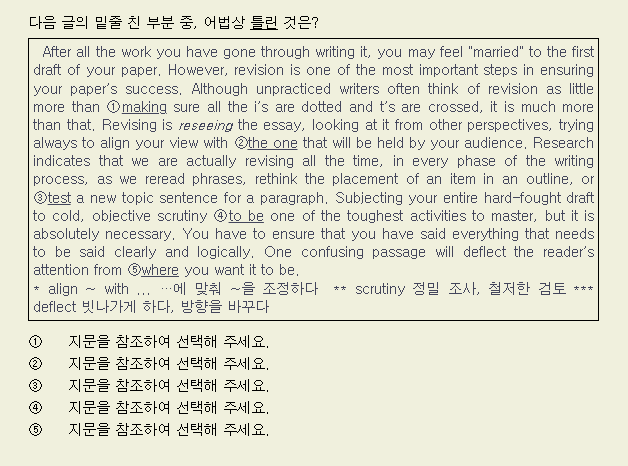 다음 글의 밑줄 친 부분 중, 어법상 틀린 것은?
After all the work you have gone through writing it, you may feel "married" to the first
draft of your paper. However, revision is one of the most important steps in ensuring
your paper's success. Although unpracticed writers often think of revision as little
more than ①making sure all the i's are dotted and t's are crossed, it is much more
than that. Revising is reseeing the essay, looking at it from other perspectives, trying
always to align your view with ②the one that will be held by your audience. Research
indicates that we are actually revising all the time, in every phase of the writing
process, as we reread phrases, rethink the placement of an item in an outline, or
③test a new topic sentence for a paragraph. Subjecting your entire hard-fought draft
to cold, objective scrutiny ④to be one of the toughest activities to master, but it is
absolutely necessary. You have to ensure that you have said everything that needs
to be said clearly and logically. One confusing passage will deflect the reader's
attention from ⑤where you want it to be.
* align ~ with ... …에 맞춰 ~을 조정하다 ** scrutiny 정밀 조사, 철저한 검토 ***
deflect 빗나가게 하다, 방향을 바꾸다
① 지문을 참조하여 선택해 주세요.
② 지문을 참조하여 선택해 주세요.
③ 지문을 참조하여 선택해 주세요.
④ 지문을 참조하여 선택해 주세요.
⑤ 지문을 참조하여 선택해 주세요.